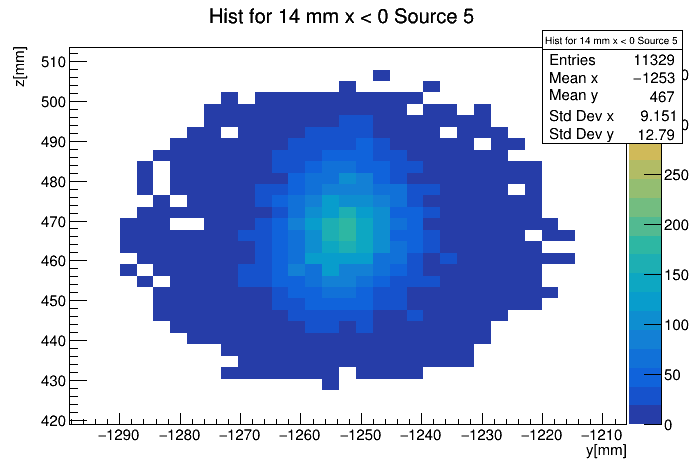 Hist for 14 mm x < 0 Source 5
Hist for 14 mm x < 0 Source 5
Entries 11329
Mean x −1253
Mean y 467
Std Dev x 9.151
Std Dev y 12.79
z[mm]
510
500
490
480
470
460
450
440
430
420
−1290 −1280 −1270 −1260 −1250 −1240 −1230 −1220 −1210
y[mm]
0
0
250
200
150
100
50
0